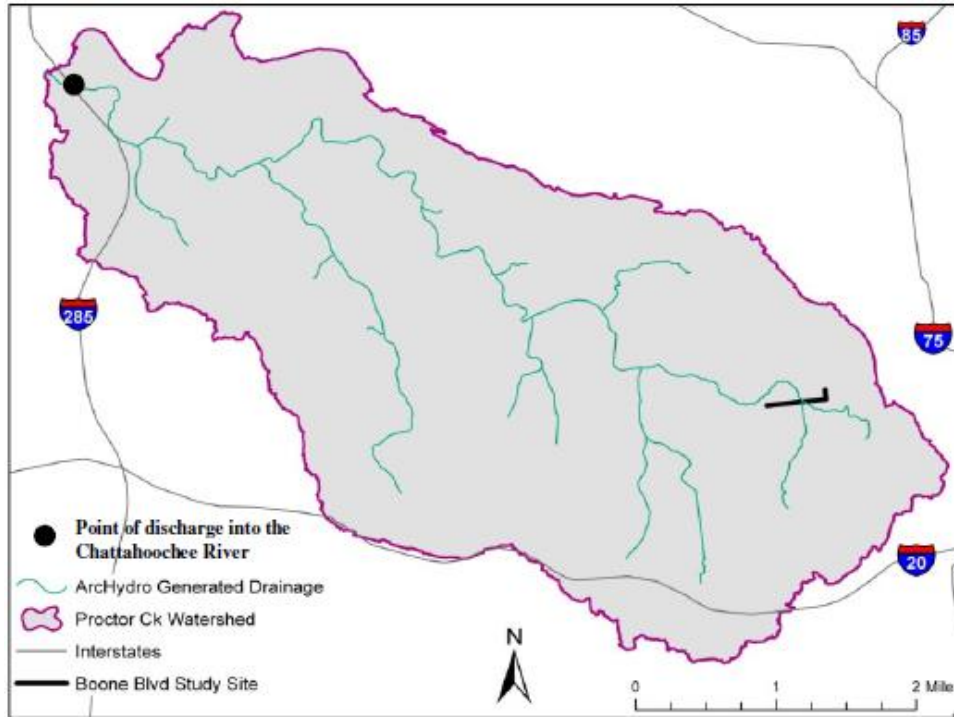 85
285
75
20
Point of discharge into the
Chattahoochee River
ArcHydro Generated Drainage
Proctor Ck Watershed
Interstates
Boone Blvd Study Site
N
0 1 2 Mile